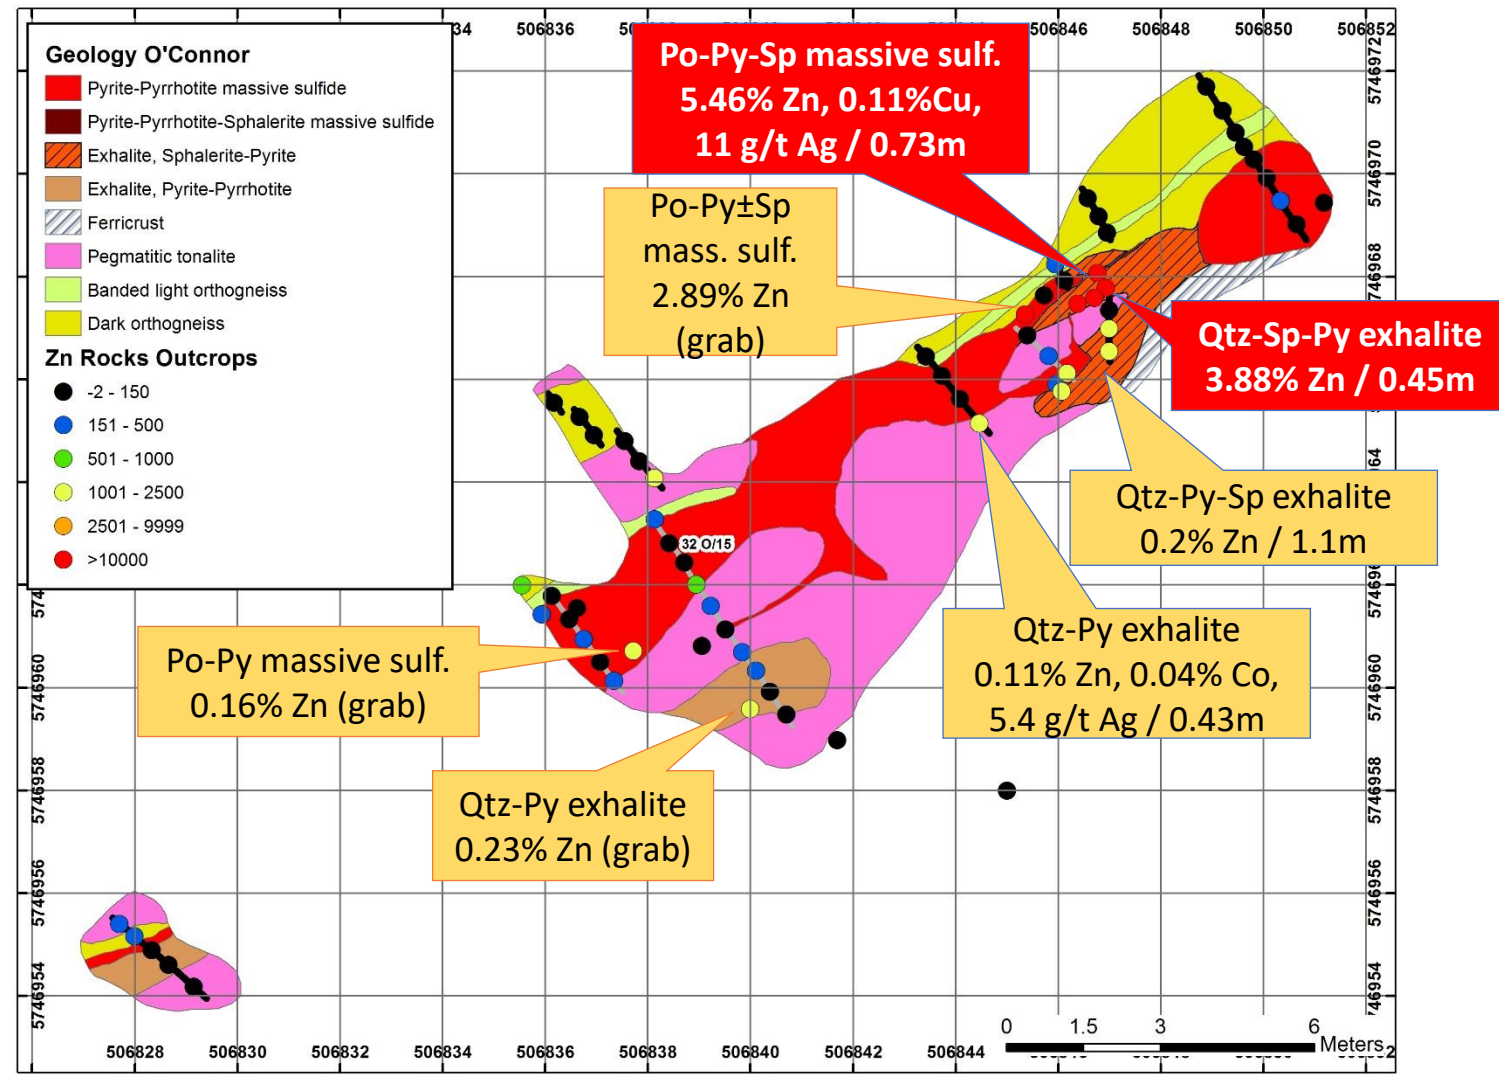 Geology O'Connor
Pyrite-Pyrrhotite massive sulfide
Pyrite-Pyrrhotite-Sphalerite massive sulfide
Exhalite, Sphalerite-Pyrite
Exhalite, Pyrite-Pyrrhotite
Ferricrust
Pegmatitic tonalite
Banded light orthogneiss
Dark orthogneiss
Zn Rocks Outcrops
-2 - 150
151 - 500
501 - 1000
1001 - 2500
2501 - 9999
>10000
34
506836
506846
506848
506850
506852
Po-Py-Sp massive sulf.
5.46% Zn, 0.11%Cu,
11 g/t Ag / 0.73m
Po-Py±Sp
mass. sulf.
2.89% Zn
(grab)
Qtz-Sp-Py exhalite
3.88% Zn / 0.45m
Qtz-Py-Sp exhalite
0.2% Zn / 1.1m
32 O/15
Qtz-Py exhalite
0.11% Zn, 0.04% Co,
5.4 g/t Ag / 0.43m
Po-Py massive sulf.
0.16% Zn (grab)
Qtz-Py exhalite
0.23% Zn (grab)
5746972
5746970
5746968
64
5746960
5746958
5746956
5746954
574
5746960
5746958
5746956
5746954
0
1.5
3
6
Meters
506828
506830
506832
506834
506836
506838
506840
506842
506844